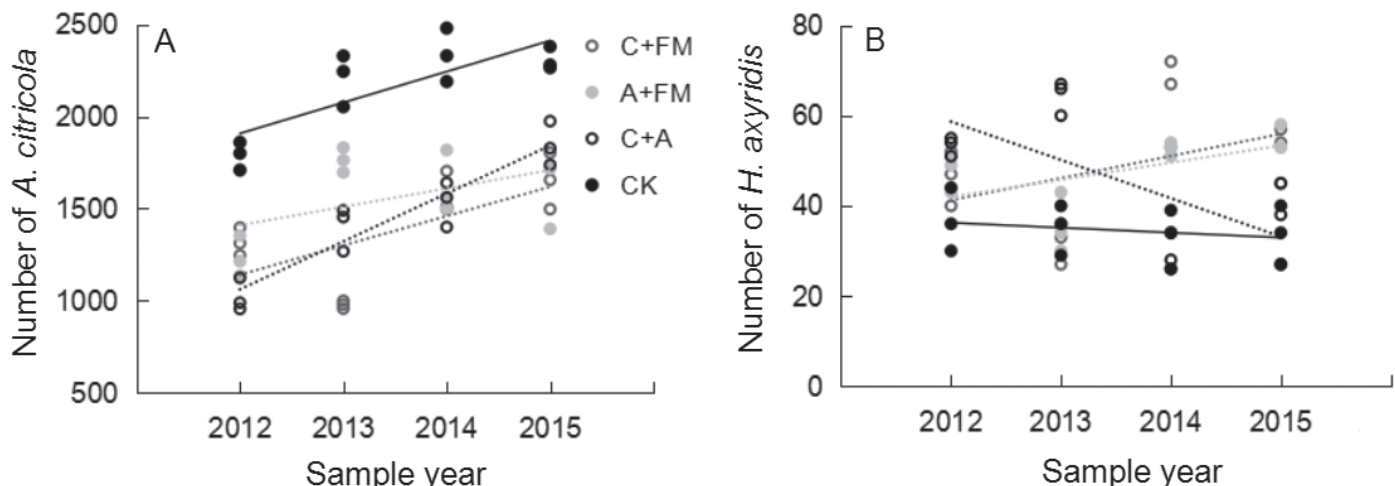 A
Number of A. citricola
2500
2000
1500
1000
500
2012 2013 2014 2015
Sample year
C+FM
A+FM
C+A
CK
B
Number of H. axyridis
80
60
40
20
0
2012 2013 2014 2015
Sample year